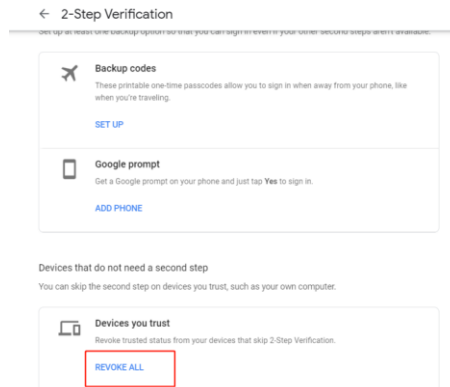 2-Step Verification
Set up at least one backup option so that you can sign in even if your other second steps aren't available.
Backup codes
These printable one-time passcodes allow you to sign in when away from your phone, like
when you're traveling.
SET UP
Google prompt
Get a Google prompt on your phone and just tap Yes to sign in.
ADD PHONE
Devices that do not need a second step
You can skip the second step on devices you trust, such as your own computer.
Devices you trust
Revoke trusted status from your devices that skip 2-Step Verification.
REVOKE ALL